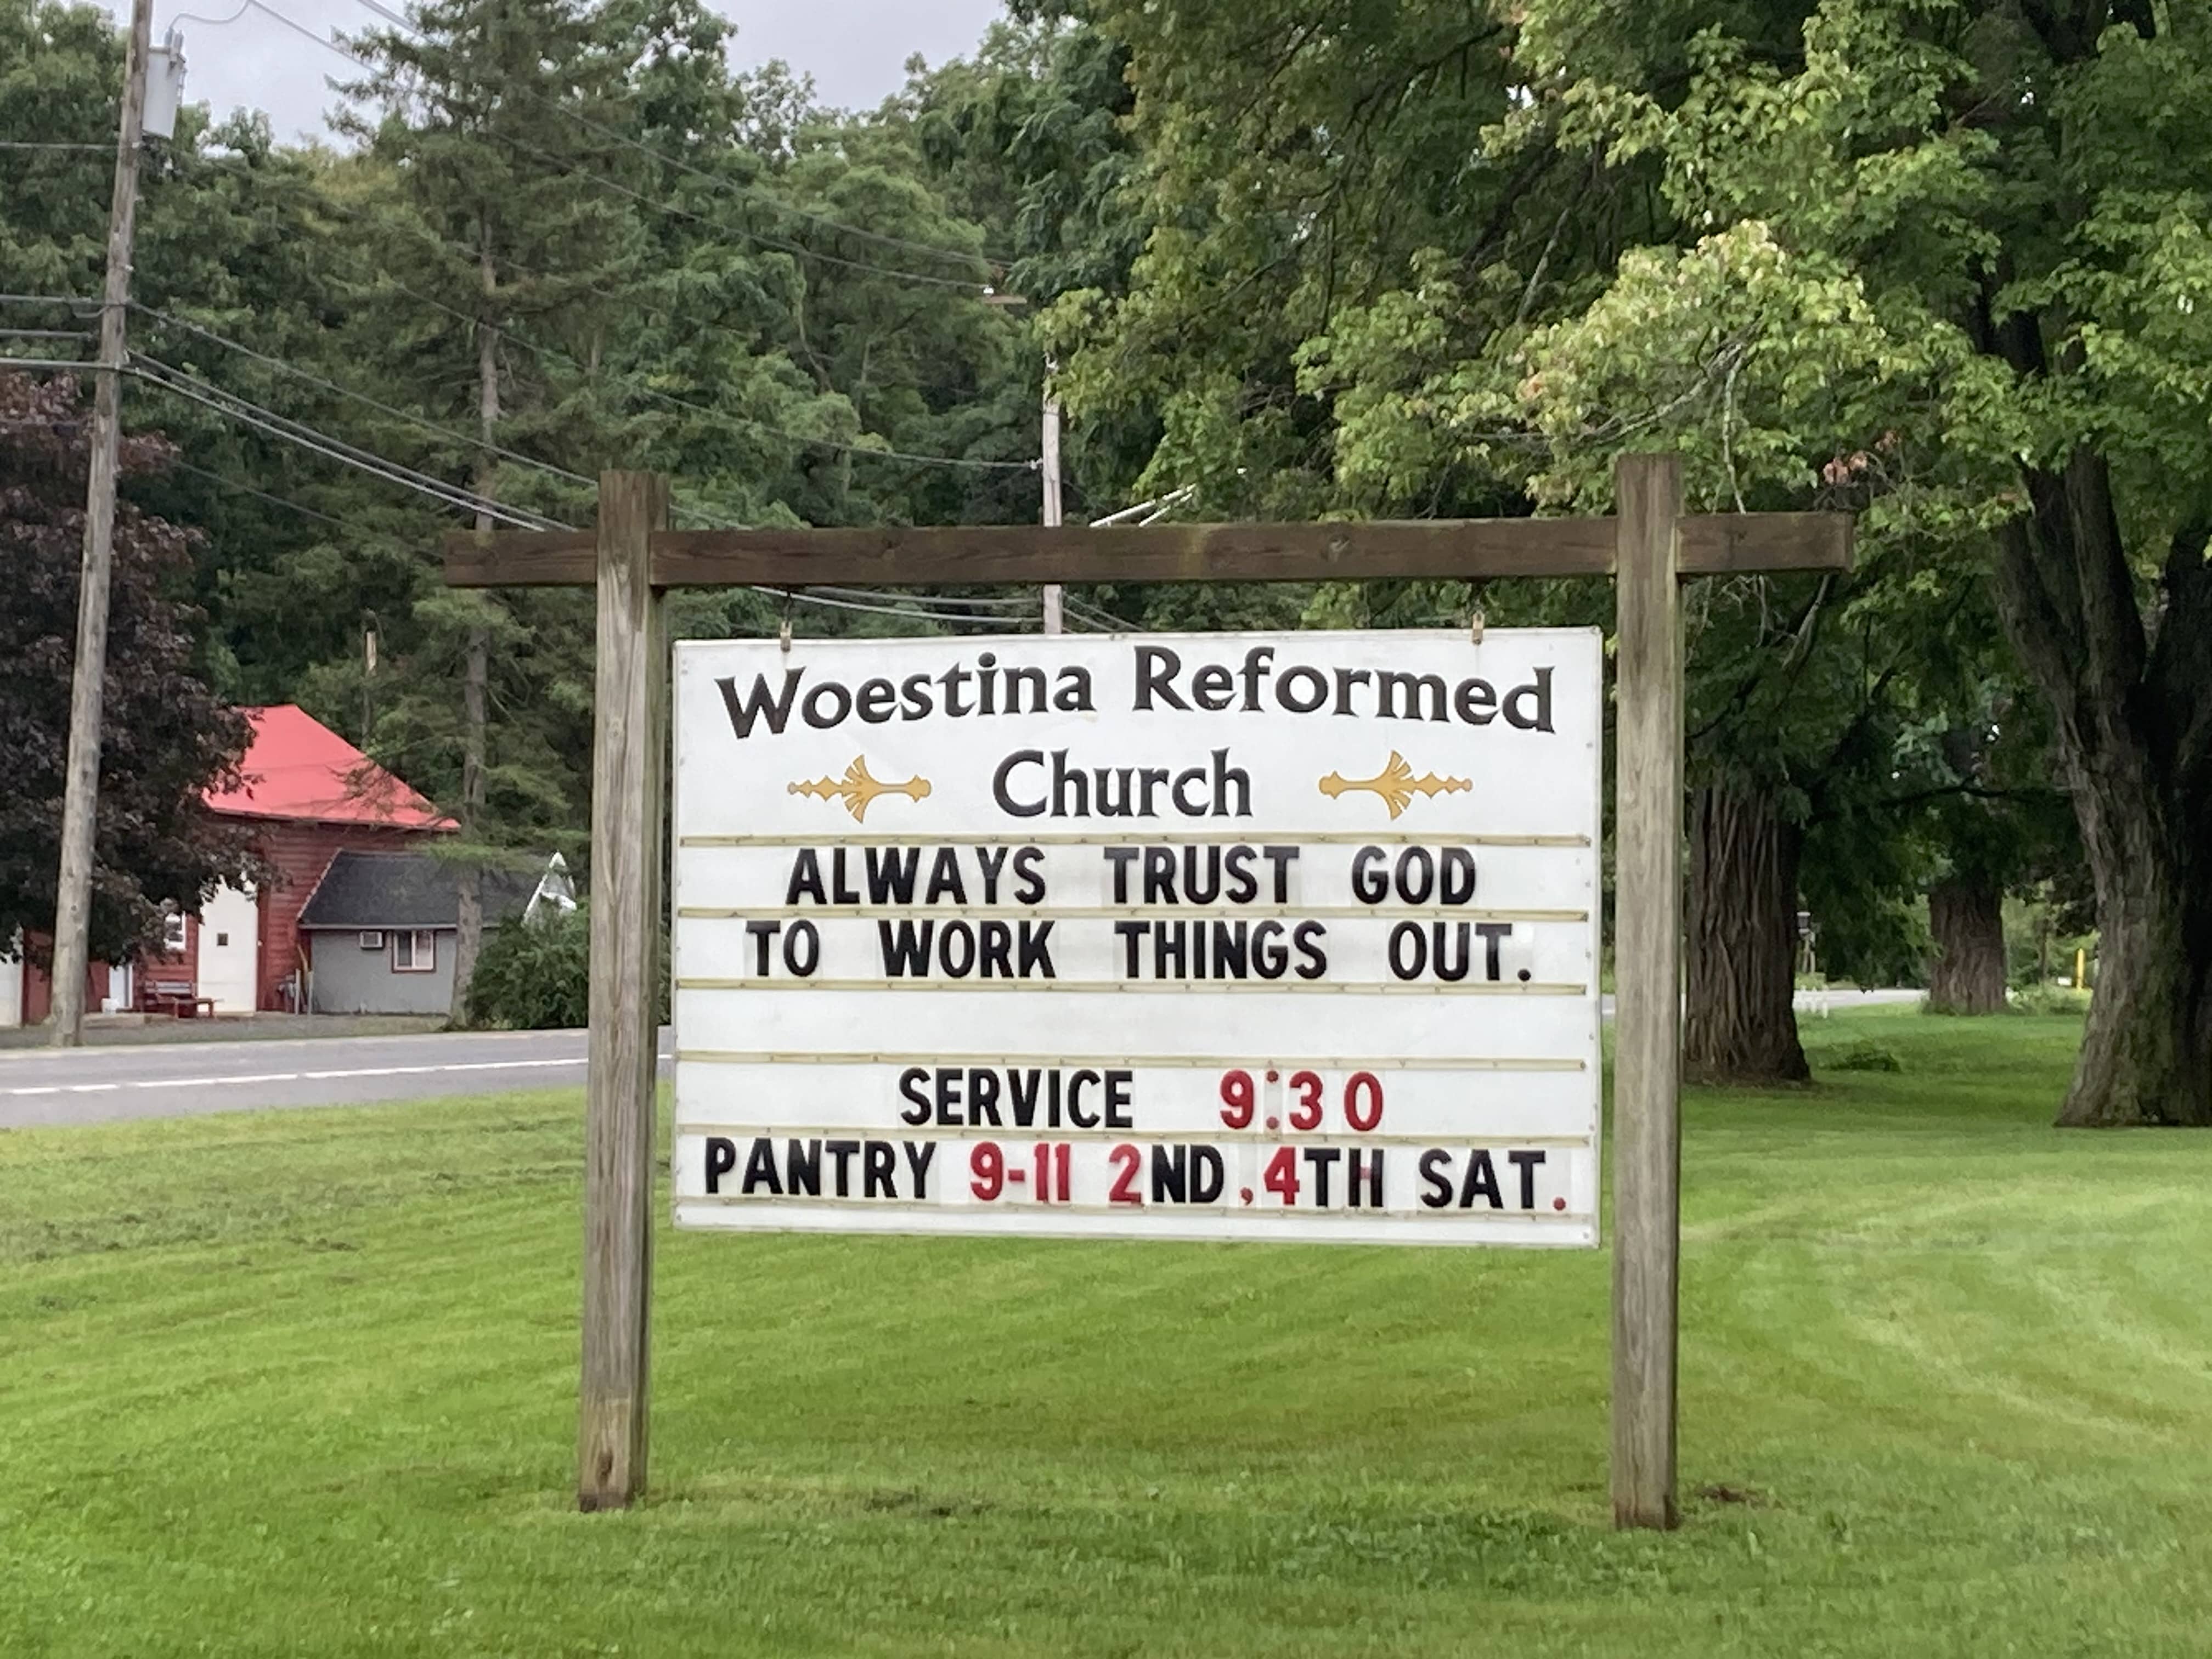 Woestina Reformed
Church
ALWAYS TRUST GOD
TO WORK THINGS OUT.
SERVICE 9:30
PANTRY 9-11 2ND, 4TH SAT.